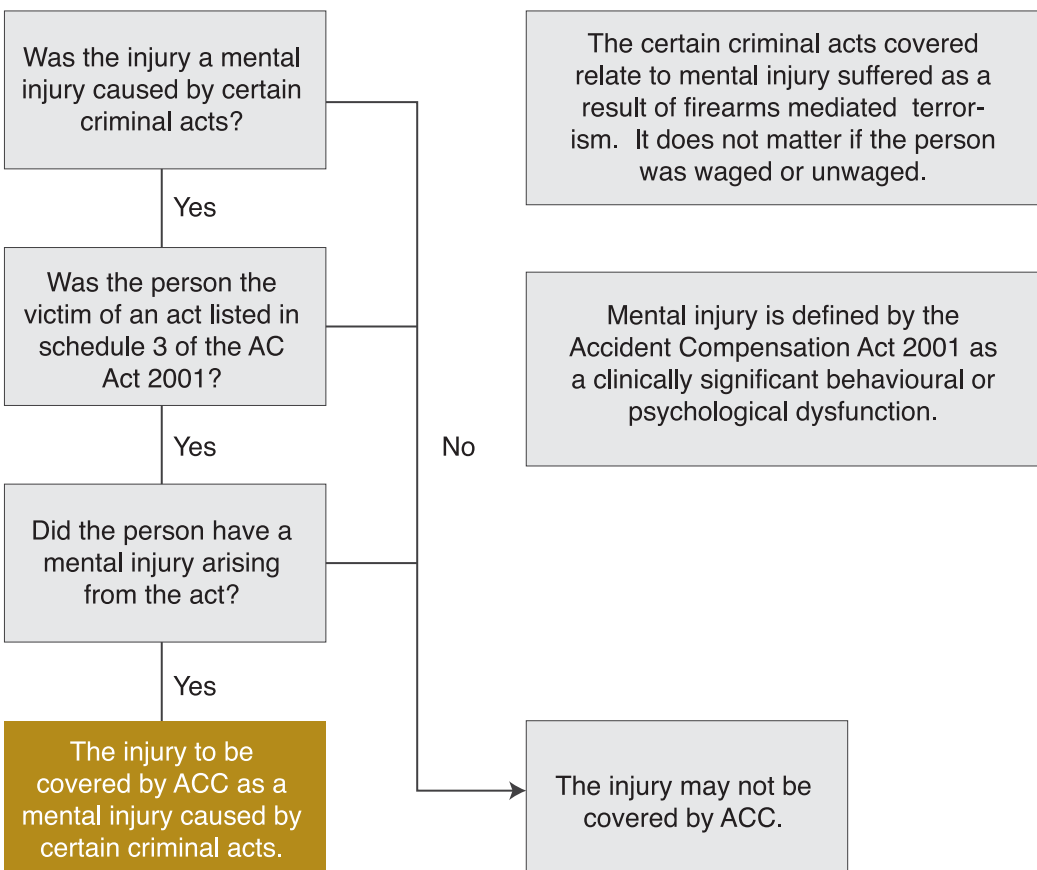 Was the injury a mental
injury caused by certain
criminal acts?
The certain criminal acts covered
relate to mental injury suffered as a
result of firearms mediated  terror-
ism.  It does not matter if the person
was waged or unwaged.
Yes
Was the person the
victim of an act listed in
schedule 3 of the AC
Act 2001?
Mental injury is defined by the
Accident Compensation Act 2001 as
a clinically significant behavioural or
psychological dysfunction.
Yes
No
Did the person have a
mental injury arising
from the act?
Yes
The injury to be
covered by ACC as a
mental injury caused by
certain criminal acts.
The injury may not be
covered by ACC.